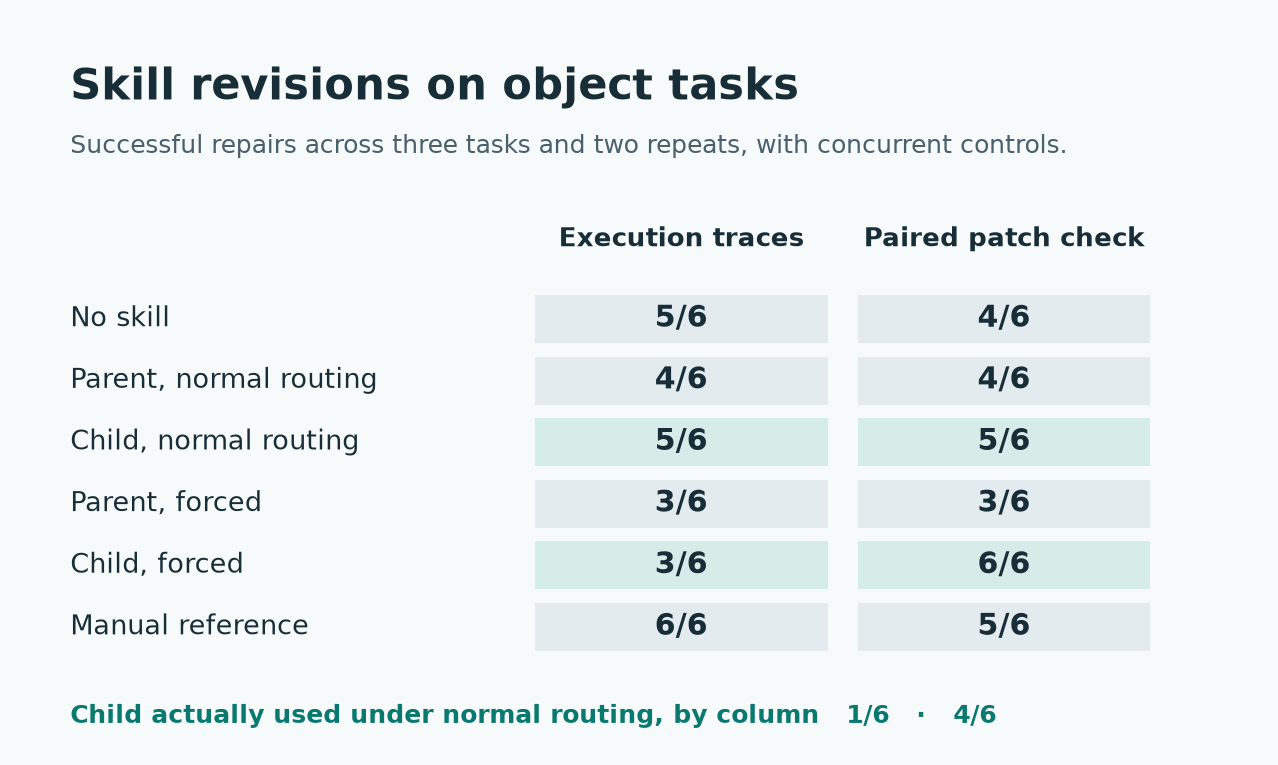 Skill revisions on object tasks
Successful repairs across three tasks and two repeats, with concurrent controls.
Execution traces Paired patch check
No skill 5/6 4/6
Parent, normal routing 4/6 4/6
Child, normal routing 5/6 5/6
Parent, forced 3/6 3/6
Child, forced 3/6 6/6
Manual reference 6/6 5/6
Child actually used under normal routing, by column 1/6 · 4/6